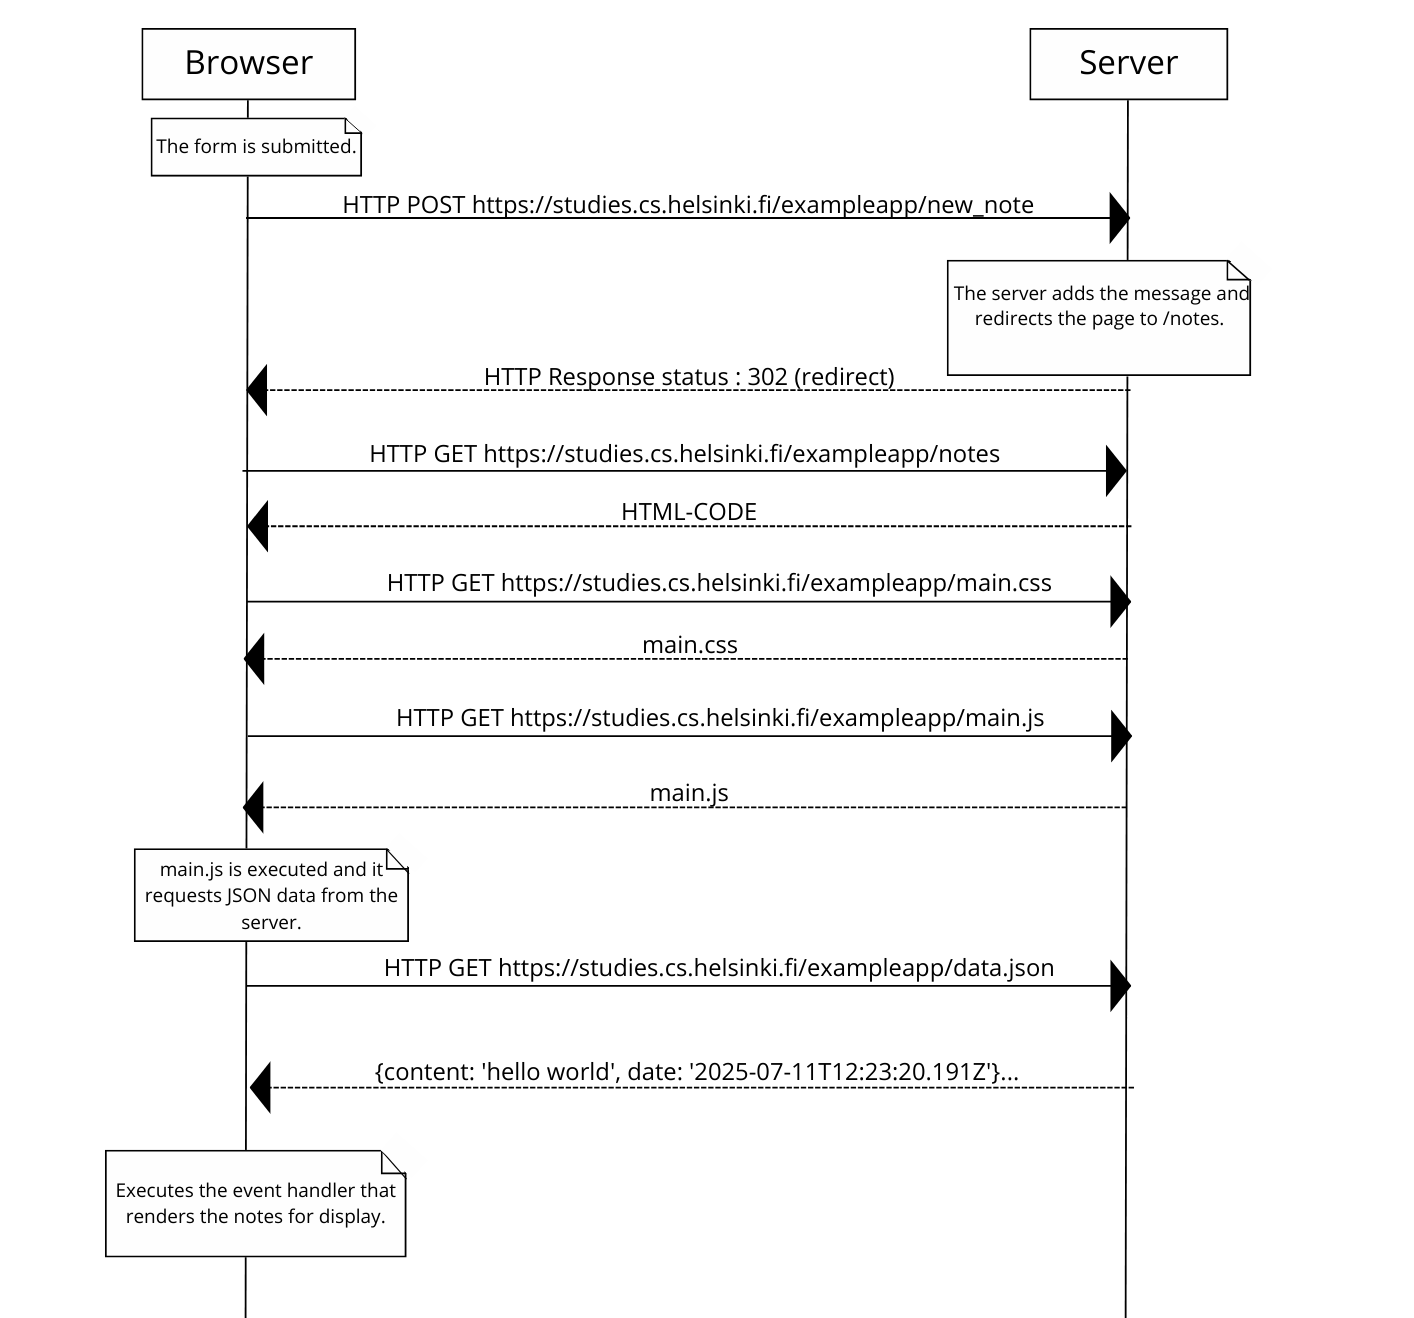 Browser
Server
The form is submitted.
HTTP POST https://studies.cs.helsinki.fi/exampleapp/new_note
The server adds the message and
redirects the page to /notes.
HTTP Response status : 302 (redirect)
HTTP GET https://studies.cs.helsinki.fi/exampleapp/notes
HTML-CODE
HTTP GET https://studies.cs.helsinki.fi/exampleapp/main.css
main.css
HTTP GET https://studies.cs.helsinki.fi/exampleapp/main.js
main.js
main.js is executed and it
requests JSON data from the
server.
HTTP GET https://studies.cs.helsinki.fi/exampleapp/data.json
{content: 'hello world', date: '2025-07-11T12:23:20.191Z'}...
Executes the event handler that
renders the notes for display.